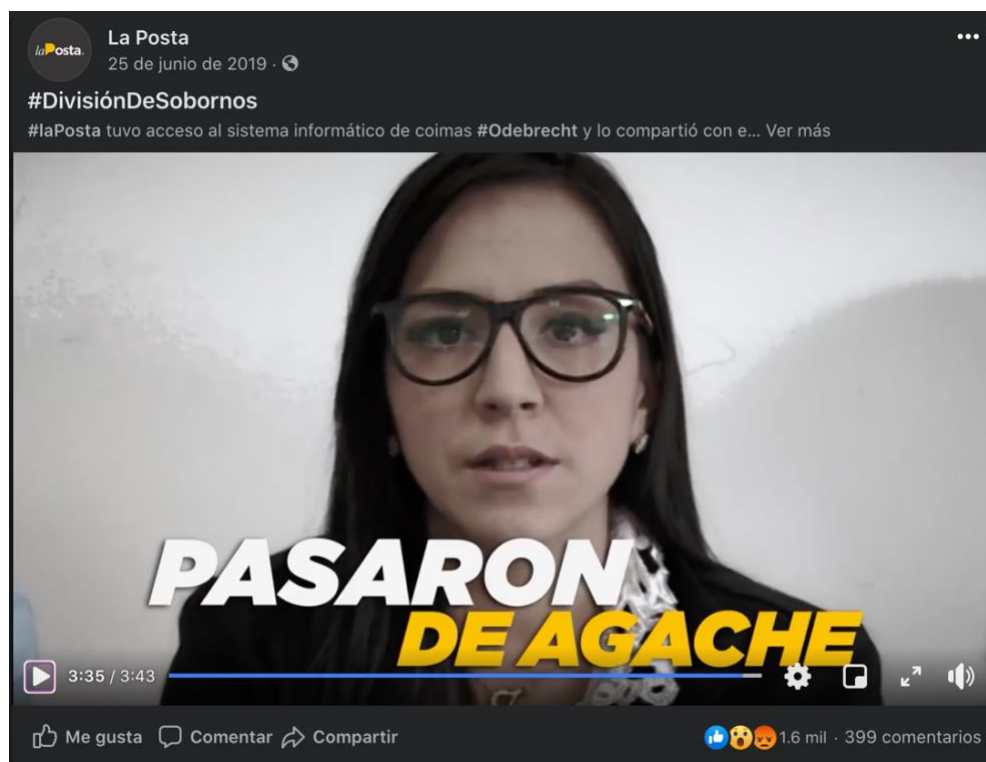 laPosta.
La Posta
25 de junio de 2019 ·
#DivisiónDeSobornos
#laPosta tuvo acceso al sistema informático de coimas #Odebrecht y lo compartió con e... Ver más
PASARON
DE AGACHE
3:35 / 3:43
Me gusta Comentar Compartir
1.6 mil · 399 comentarios